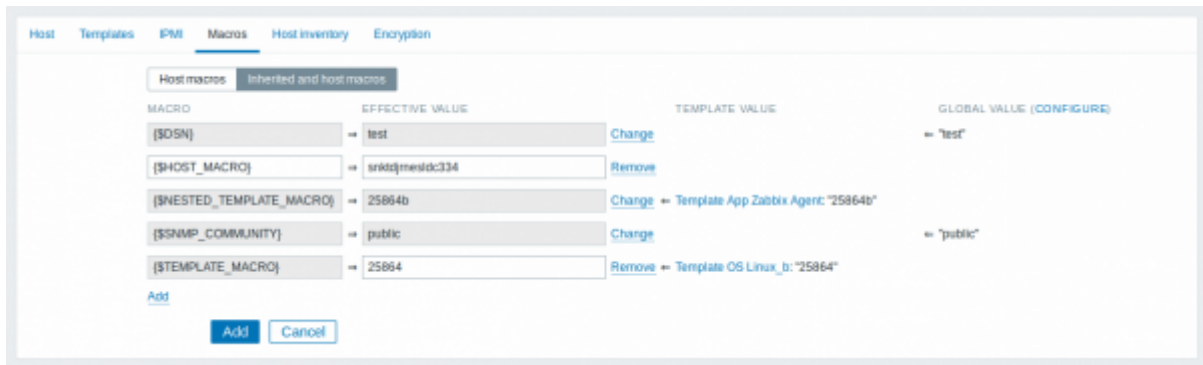 Host Templates IPMI Macros Host inventory Encryption
Host macros Inherited and host macros
MACRO EFFECTIVE VALUE TEMPLATE VALUE GLOBAL VALUE (CONFIGURE)
{$DSN} ⇒ test Change ⇐ "test"
{$HOST_MACRO} ⇒ Remove
{$NESTED_TEMPLATE_MACRO} ⇒ 25864b Change ⇐ Template App Zabbix Agent: "25864b"
{$SNMP_COMMUNITY} ⇒ public Change ⇐ "public"
{$TEMPLATE_MACRO} ⇒ 25864 Remove ⇐ Template OS Linux_b: "25864"
Add
Add Cancel